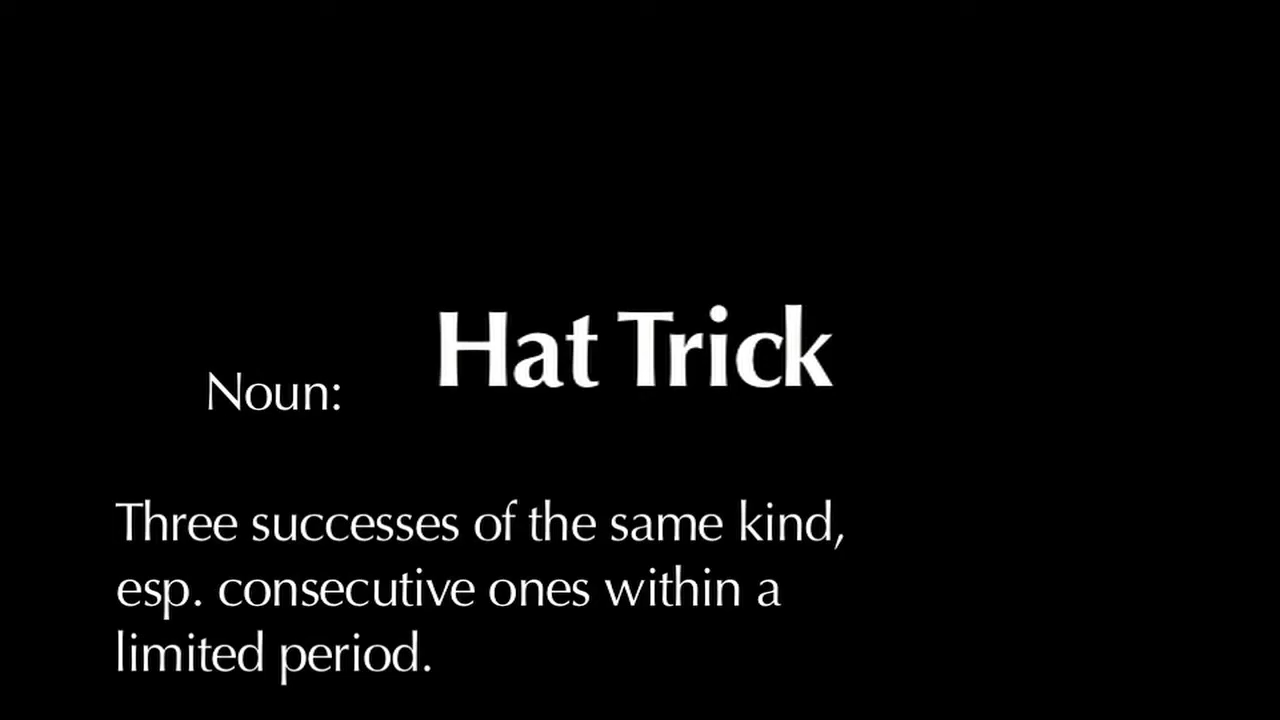 Hat Trick
Noun:
Three successes of the same kind,
esp. consecutive ones within a
limited period.